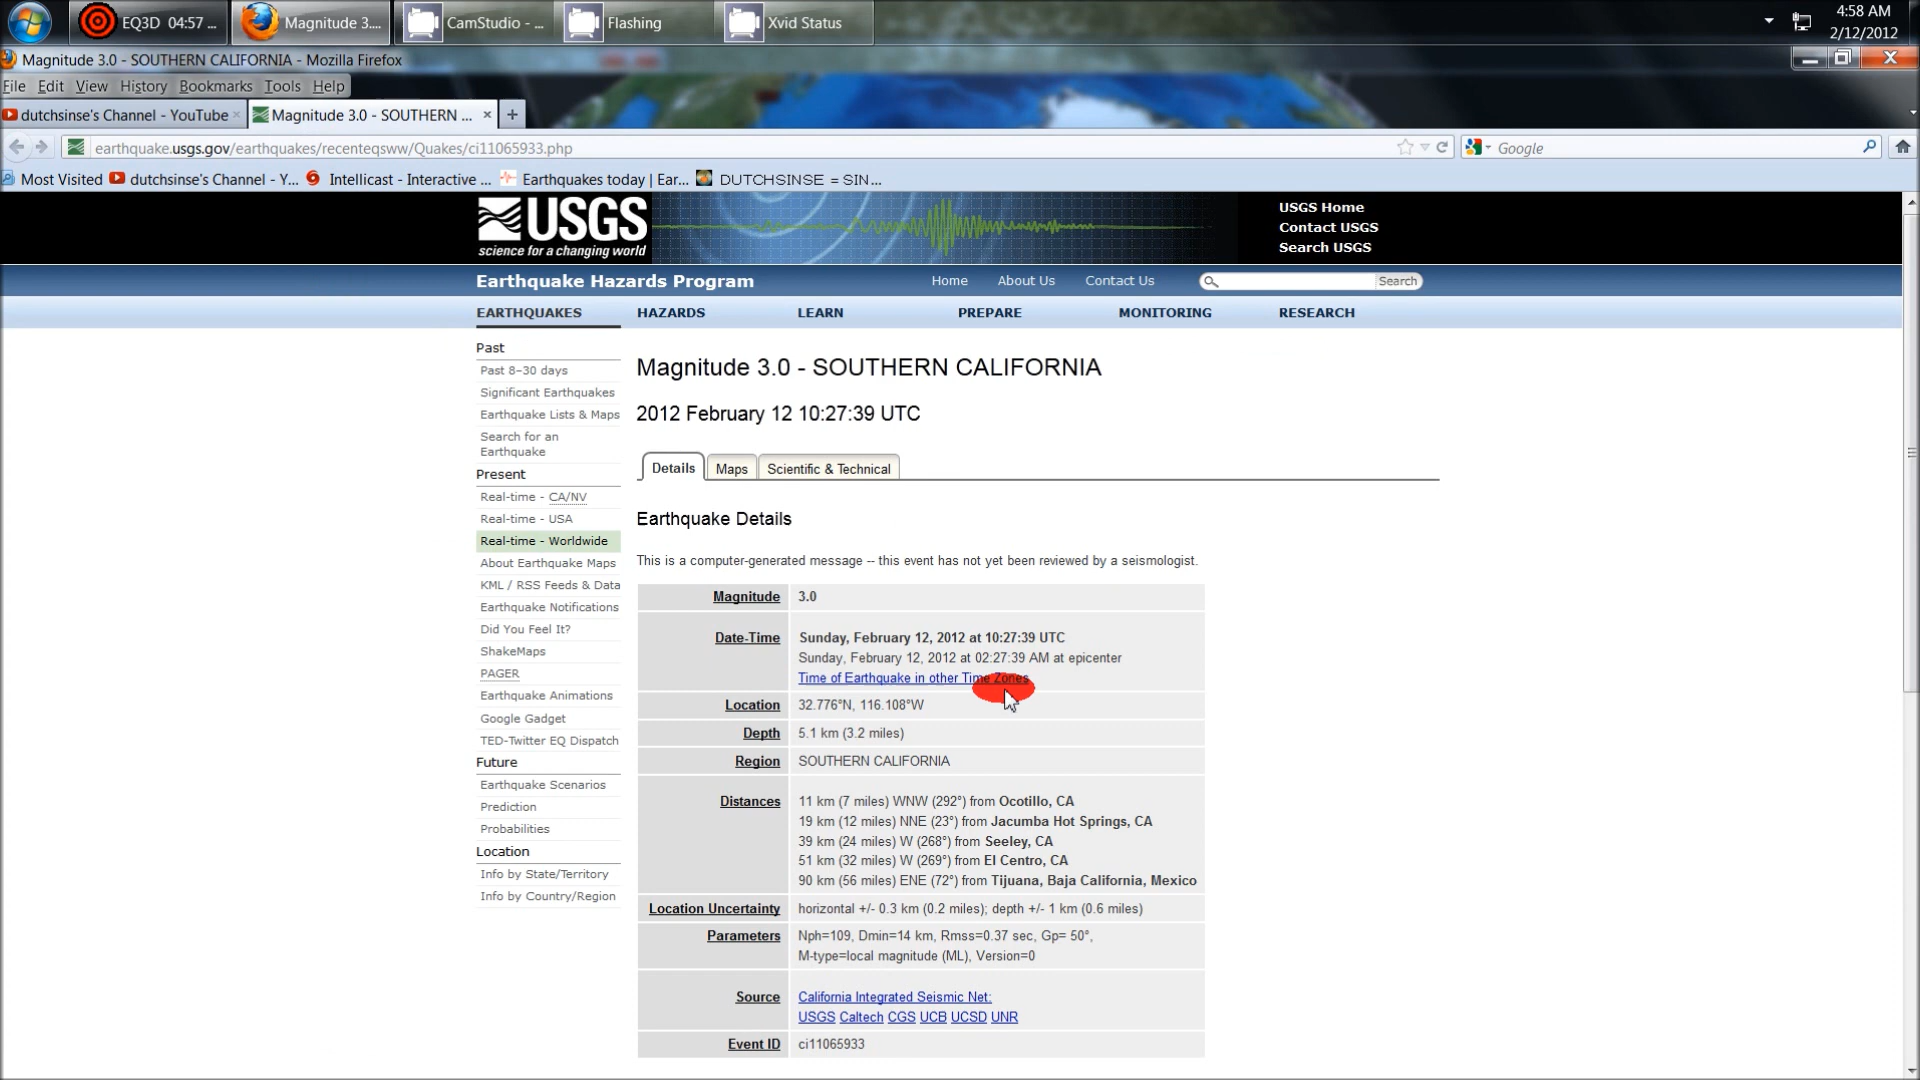 EQ3D 04:57 ...
Magnitude 3....
CamStudio - ...
Flashing
Xvid Status
4:58 AM
2/12/2012
Magnitude 3.0 - SOUTHERN CALIFORNIA - Mozilla Firefox
File Edit View History Bookmarks Tools Help
dutchsinse's Channel - YouTube
Magnitude 3.0 - SOUTHERN ...
earthquake.usgs.gov/earthquakes/recenteqsww/Quakes/ci11065933.php
Google
Most Visited dutchsinse's Channel - Y... Intellicast - Interactive ... Earthquakes today | Ear... DUTCHSINSE = SIN...
USGS
science for a changing world
USGS Home
Contact USGS
Search USGS
Earthquake Hazards Program
Home About Us Contact Us Search
EARTHQUAKES HAZARDS LEARN PREPARE MONITORING RESEARCH
Past
Past 8–30 days
Significant Earthquakes
Earthquake Lists & Maps
Search for an
Earthquake
Present
Real-time - CA/NV
Real-time - USA
Real-time - Worldwide
About Earthquake Maps
KML / RSS Feeds & Data
Earthquake Notifications
Did You Feel It?
ShakeMaps
PAGER
Earthquake Animations
Google Gadget
TED-Twitter EQ Dispatch
Future
Earthquake Scenarios
Prediction
Probabilities
Location
Info by State/Territory
Info by Country/Region
Magnitude 3.0 - SOUTHERN CALIFORNIA
2012 February 12 10:27:39 UTC
Details Maps Scientific & Technical
Earthquake Details
This is a computer-generated message -- this event has not yet been reviewed by a seismologist.
Magnitude 3.0
Date-Time Sunday, February 12, 2012 at 10:27:39 UTC
Sunday, February 12, 2012 at 02:27:39 AM at epicenter
Time of Earthquake in other Time Zones
Location 32.776°N, 116.108°W
Depth 5.1 km (3.2 miles)
Region SOUTHERN CALIFORNIA
Distances 11 km (7 miles) WNW (292°) from Ocotillo, CA
19 km (12 miles) NNE (23°) from Jacumba Hot Springs, CA
39 km (24 miles) W (268°) from Seeley, CA
51 km (32 miles) W (269°) from El Centro, CA
90 km (56 miles) ENE (72°) from Tijuana, Baja California, Mexico
Location Uncertainty horizontal +/- 0.3 km (0.2 miles); depth +/- 1 km (0.6 miles)
Parameters Nph=109, Dmin=14 km, Rmss=0.37 sec, Gp= 50°,
M-type=local magnitude (ML), Version=0
Source California Integrated Seismic Net:
USGS Caltech CGS UCB UCSD UNR
Event ID ci11065933